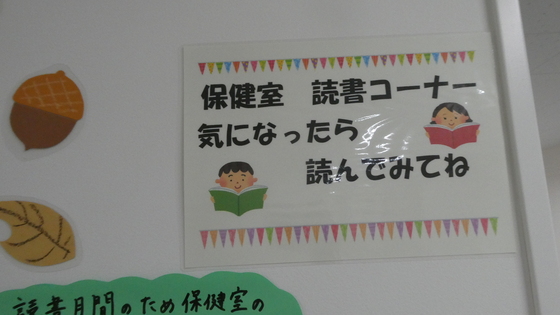 保健室 読書コーナー
気になったら
読んでみてね
読書月間のため保健室の